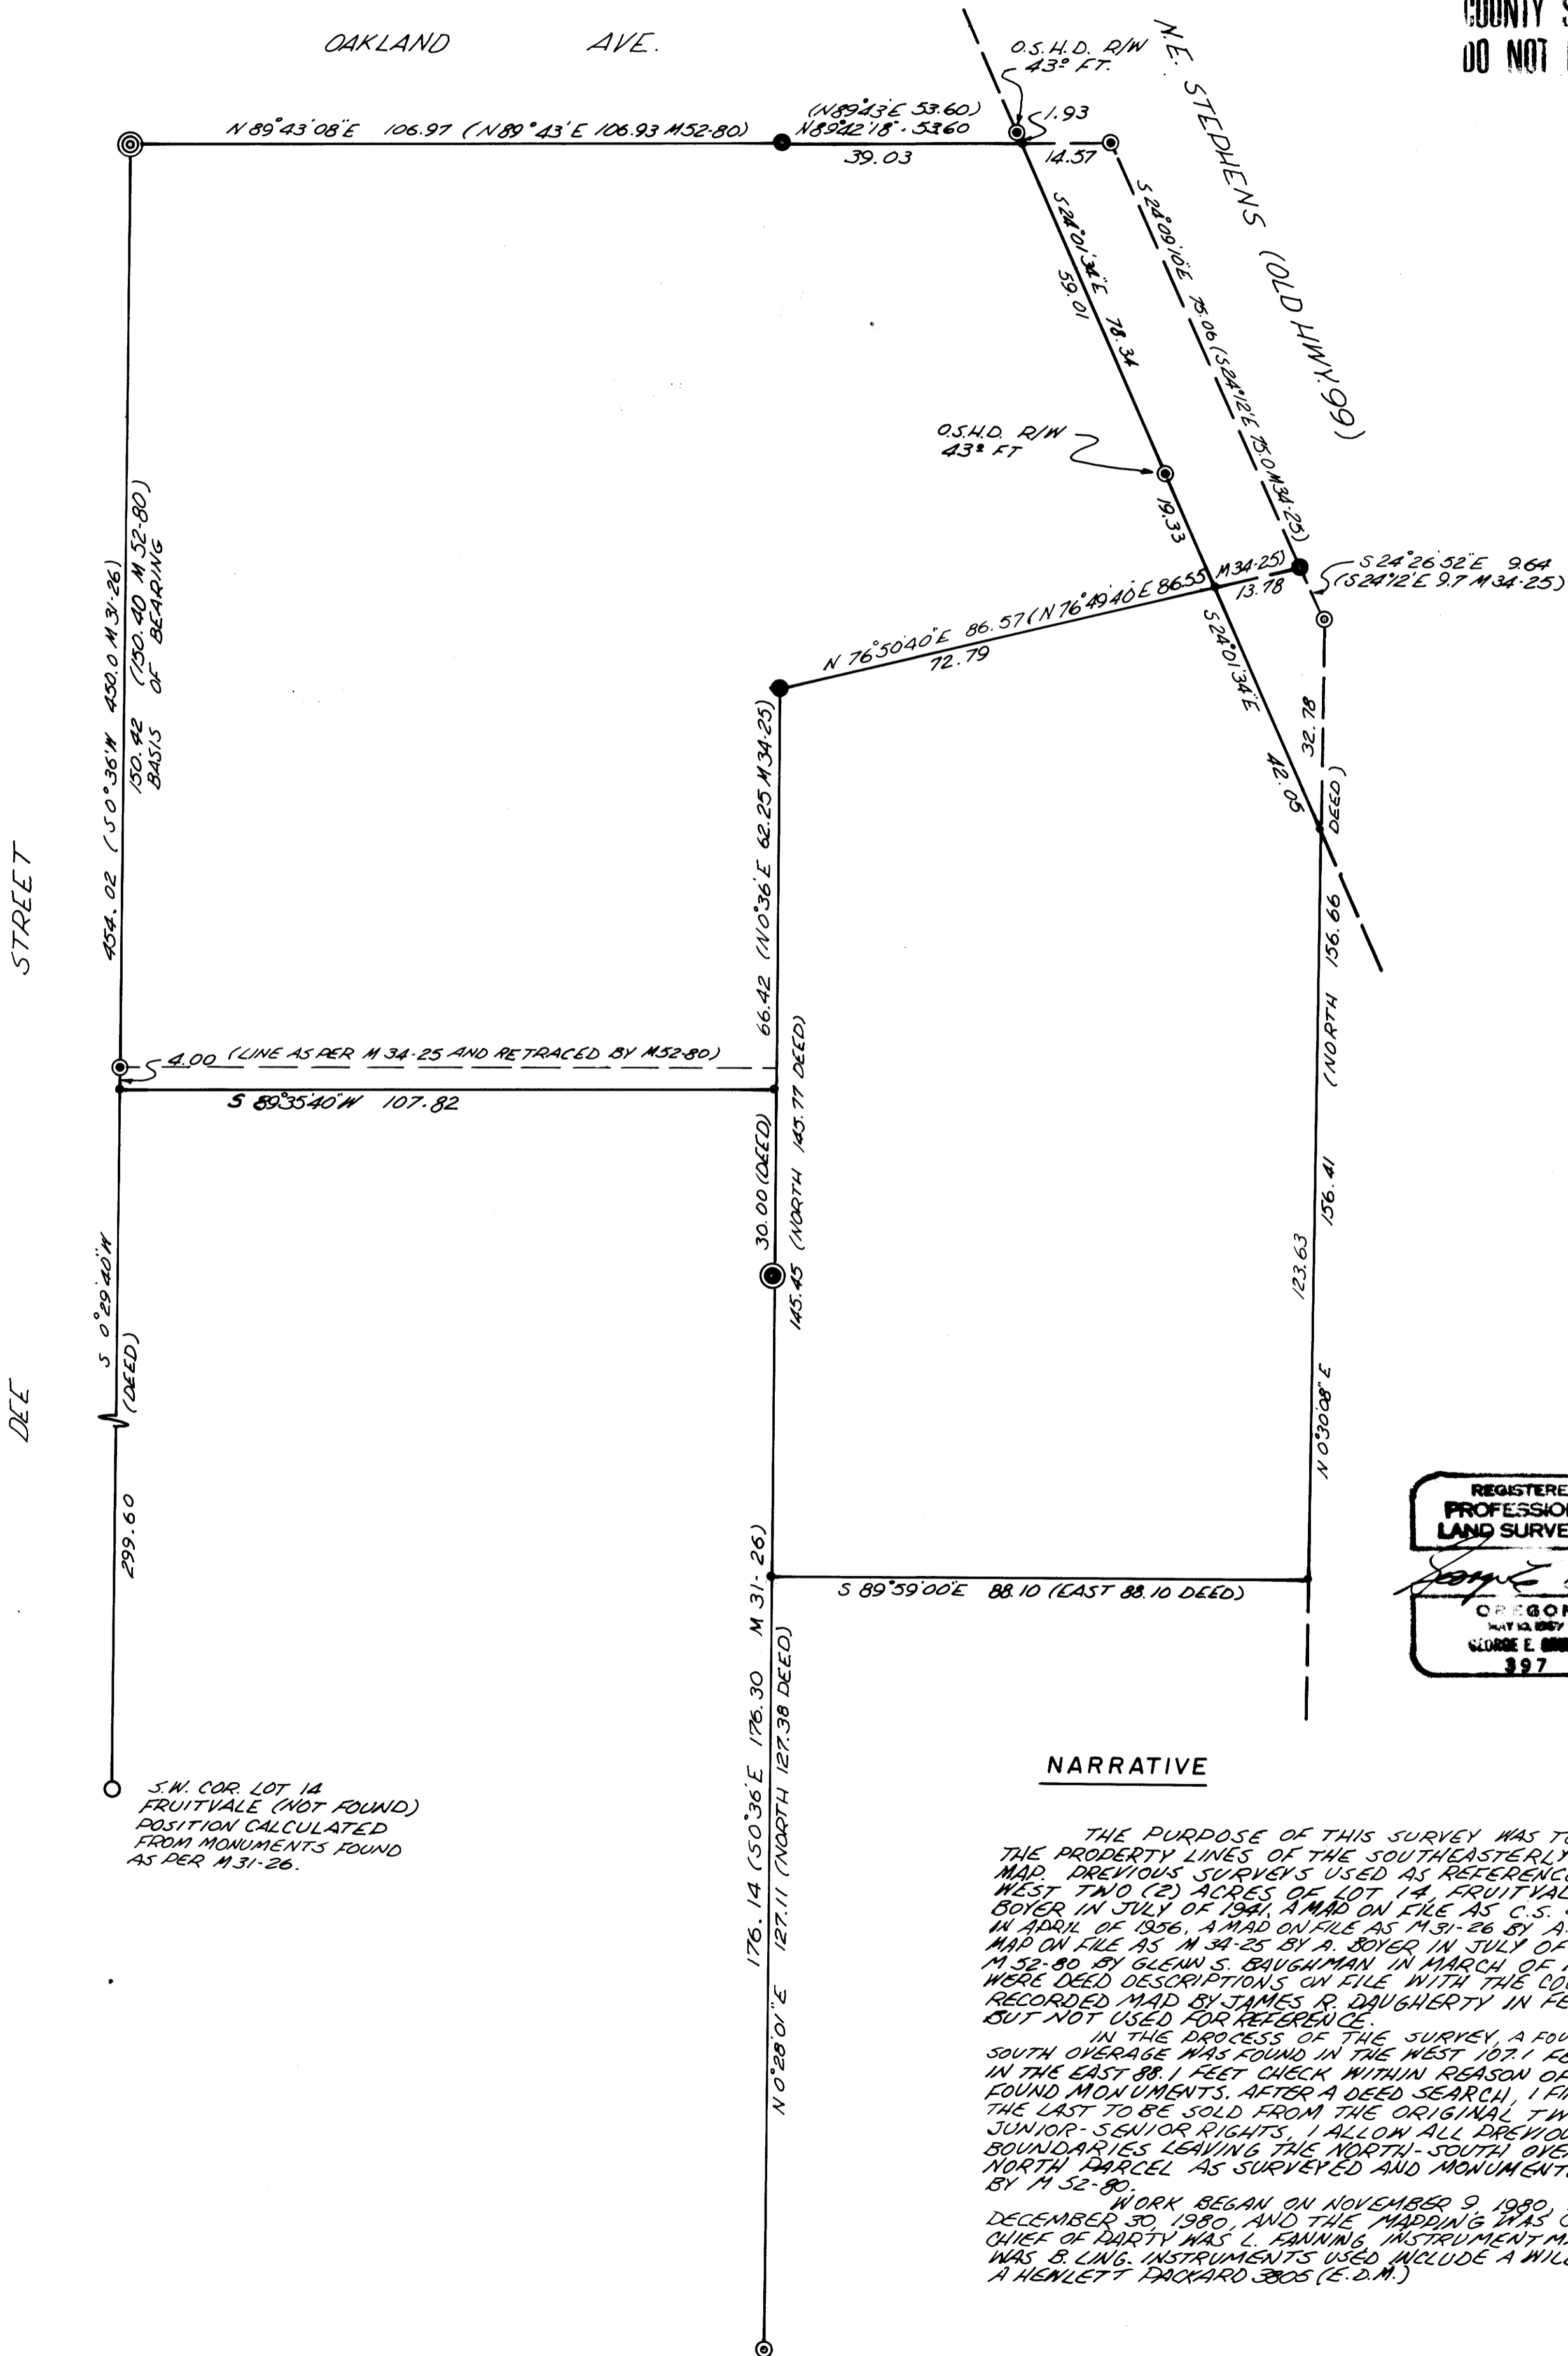 COUNTY
DO NOT
OAKLAND AVE.
O.S.H.D. R/W
43º FT.
N.E. STEPHENS (OLD HWY. 99)
N 89°43'08"E 106.97 (N89°43'E 106.93 M52-80)
(N89°43'E 53.60)
N89°42'18" - 53.60
1.93
39.03
14.57
S 24°01'34"E 78.34
59.01
S 24°09'10"E 75.06 (S24°12'E 75.0 M34-25)
O.S.H.D. R/W
43º FT
19.33
S 24°26'52"E 9.64
(S24°12'E 9.7 M34-25)
N 76°50'40"E 86.57 (N 76°49'40"E 86.55 M34-25)
13.78
72.79
S 24°01'34"E
42.05
32.78
454.02 (S 0°36'W 450.0 M31-26)
150.42 (150.40 M 52-80)
BASIS OF BEARING
66.42 (N0°36'E 62.25 M34-25)
STREET
DEE
4.00 (LINE AS PER M 34-25 AND RETRACED BY M52-80)
S 89°35'40"W 107.82
30.00 (DEED)
145.45 (NORTH 145.77 DEED)
156.41 (NORTH 156.66 DEED)
123.63
N 0°30'08"E
S 0°29'40"W
(DEED)
299.60
S 89°59'00"E 88.10 (EAST 88.10 DEED)
176.14 (S0°36'E 176.30 M 31-26)
N 0°28'01"E 127.11 (NORTH 127.38 DEED)
S.W. COR. LOT 14
FRUITVALE (NOT FOUND)
POSITION CALCULATED
FROM MONUMENTS FOUND
AS PER M31-26.
REGISTERE
PROFESSIO
LAND SURVE
OREGON
GEORGE E.
397
NARRATIVE
THE PURPOSE OF THIS SURVEY WAS TO
THE PROPERTY LINES OF THE SOUTHEASTERLY
MAP. PREVIOUS SURVEYS USED AS REFERENC
WEST TWO (2) ACRES OF LOT 14, FRUITVAL
BOYER IN JULY OF 1941, A MAP ON FILE AS C.S.
IN APRIL OF 1956, A MAP ON FILE AS M31-26 BY A.
MAP ON FILE AS M 34-25 BY A. BOYER IN JULY OF
M 52-80 BY GLENN S. BAUGHMAN IN MARCH OF
WERE DEED DESCRIPTIONS ON FILE WITH THE COU
RECORDED MAP BY JAMES R. DAUGHERTY IN FE
BUT NOT USED FOR REFERENCE.
IN THE PROCESS OF THE SURVEY, A FOU
SOUTH OVERAGE WAS FOUND IN THE WEST 107.1 FE
IN THE EAST 88.1 FEET CHECK WITHIN REASON OF
FOUND MONUMENTS. AFTER A DEED SEARCH, I FI
THE LAST TO BE SOLD FROM THE ORIGINAL TW
JUNIOR-SENIOR RIGHTS, I ALLOW ALL PREVIOU
BOUNDARIES LEAVING THE NORTH-SOUTH OVE
NORTH PARCEL AS SURVEYED AND MONUMENT
BY M 52-80.
WORK BEGAN ON NOVEMBER 9, 1980,
DECEMBER 30, 1980, AND THE MAPPING WAS
CHIEF OF PARTY WAS L. FANNING, INSTRUMENT M
WAS B. LING. INSTRUMENTS USED INCLUDE A WIL
A HEWLETT PACKARD 3805 (E.D.M.)